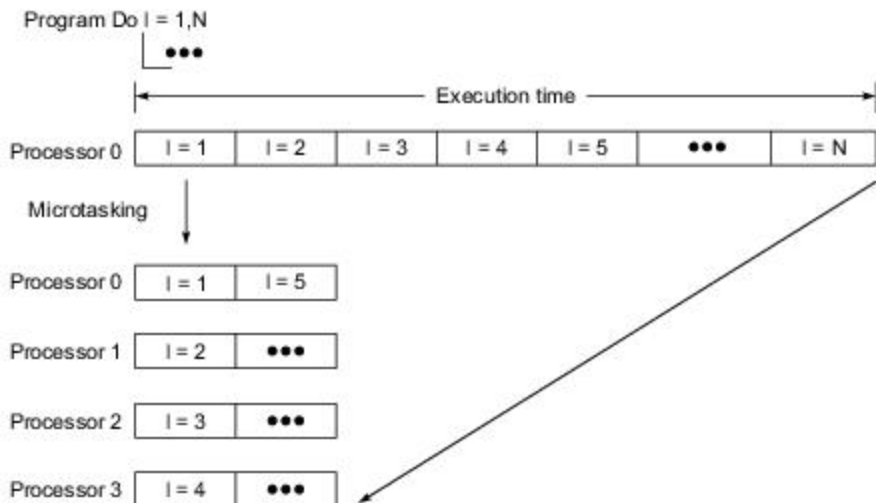 Program Do I = 1,N
•••
Execution time
Processor 0 I = 1 I = 2 I = 3 I = 4 I = 5 ••• I = N
Microtasking
Processor 0 I = 1 I = 5
Processor 1 I = 2 •••
Processor 2 I = 3 •••
Processor 3 I = 4 •••